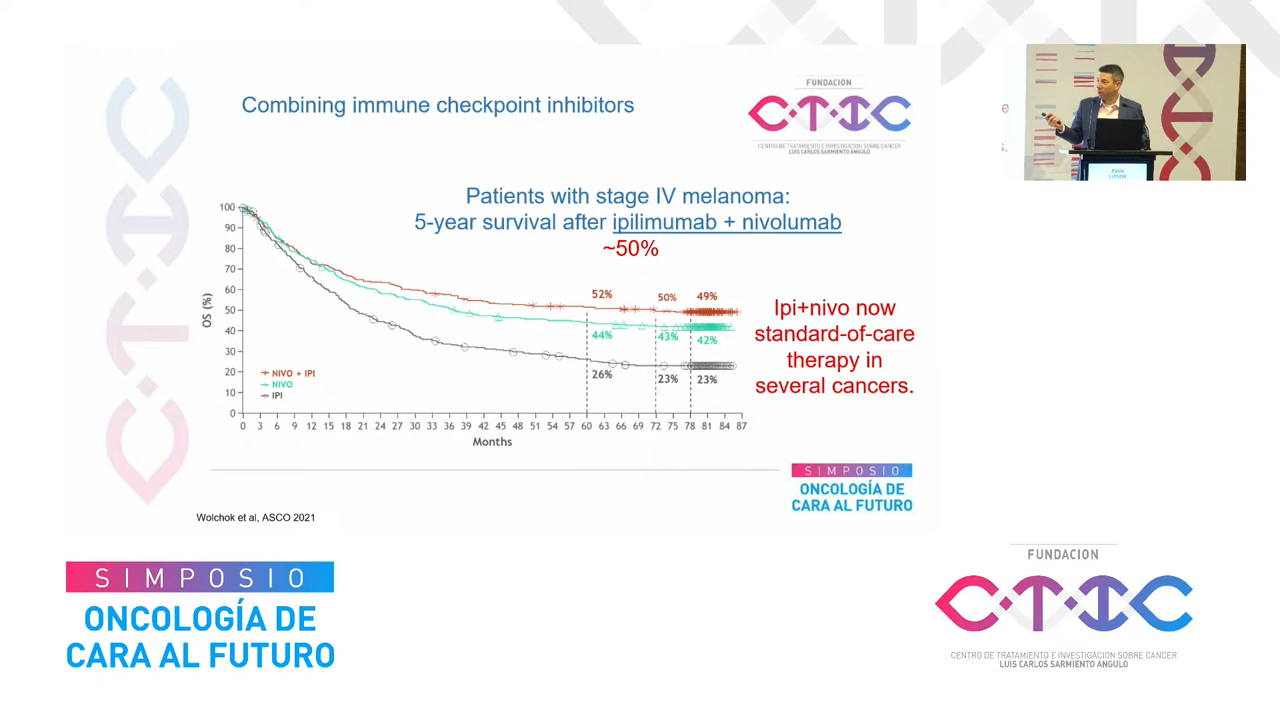 Combining immune checkpoint inhibitors
FUNDACION
C·T·I·C
CENTRO DE TRATAMIENTO E INVESTIGACION SOBRE CANCER
LUIS CARLOS SARMIENTO ANGULO
C·T·I·C
Patients with stage IV melanoma:
5-year survival after ipilimumab + nivolumab
~50%
OS (%)
100
90
80
70
60
50
40
30
20
10
0
52% 50% 49%
44% 43% 42%
26% 23% 23%
NIVO + IPI
NIVO
IPI
0 3 6 9 12 15 18 21 24 27 30 33 36 39 42 45 48 51 54 57 60 63 66 69 72 75 78 81 84 87
Months
Ipi+nivo now
standard-of-care
therapy in
several cancers.
SIMPOSIO
ONCOLOGÍA DE
CARA AL FUTURO
Wolchok et al, ASCO 2021
EVAN
LIPSON
SIMPOSIO
ONCOLOGÍA DE
CARA AL FUTURO
FUNDACION
C·T·I·C
CENTRO DE TRATAMIENTO E INVESTIGACION SOBRE CANCER
LUIS CARLOS SARMIENTO ANGULO